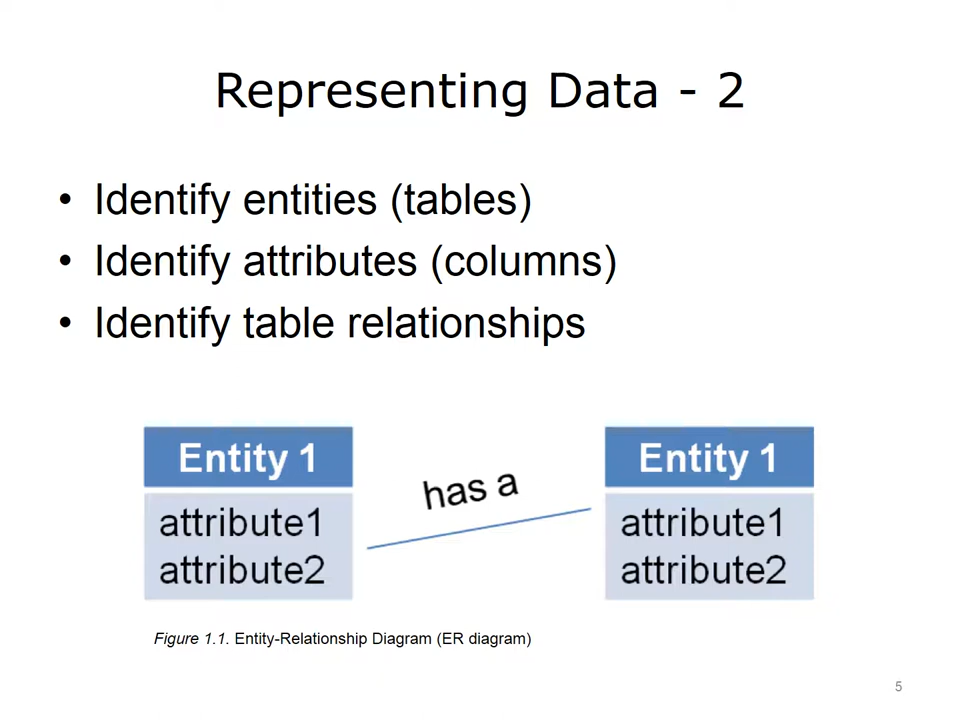 Representing Data - 2
• Identify entities (tables)
• Identify attributes (columns)
• Identify table relationships
Entity 1
attribute1
attribute2
has a
Entity 1
attribute1
attribute2
Figure 1.1. Entity-Relationship Diagram (ER diagram)
5